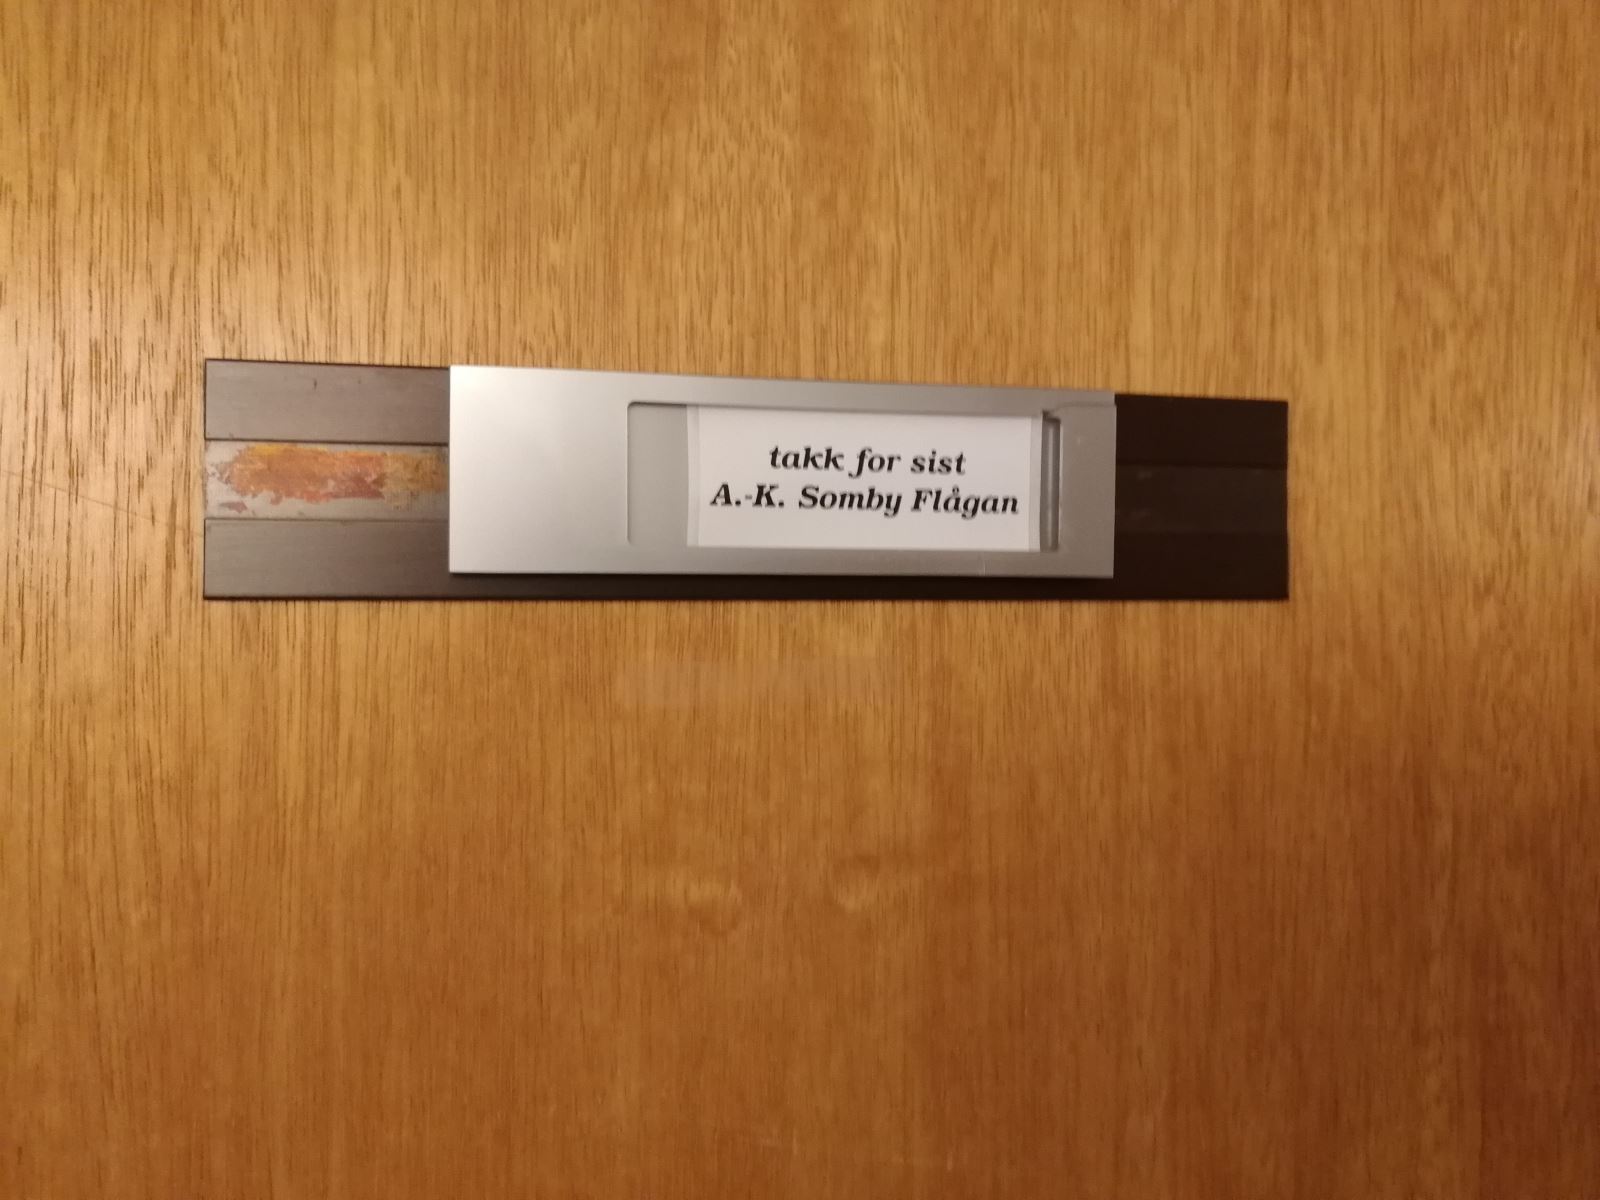 takk for sist
A.-K. Somby Flågan